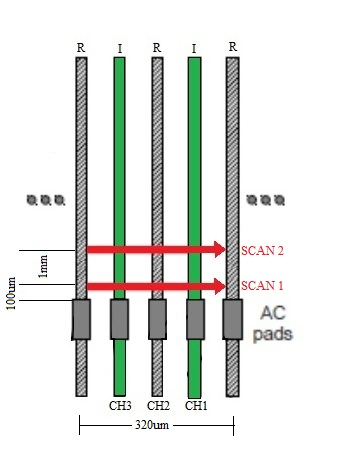 R I R I R
SCAN 2
1mm
SCAN 1
100um
AC
pads
CH3 CH2 CH1
320um